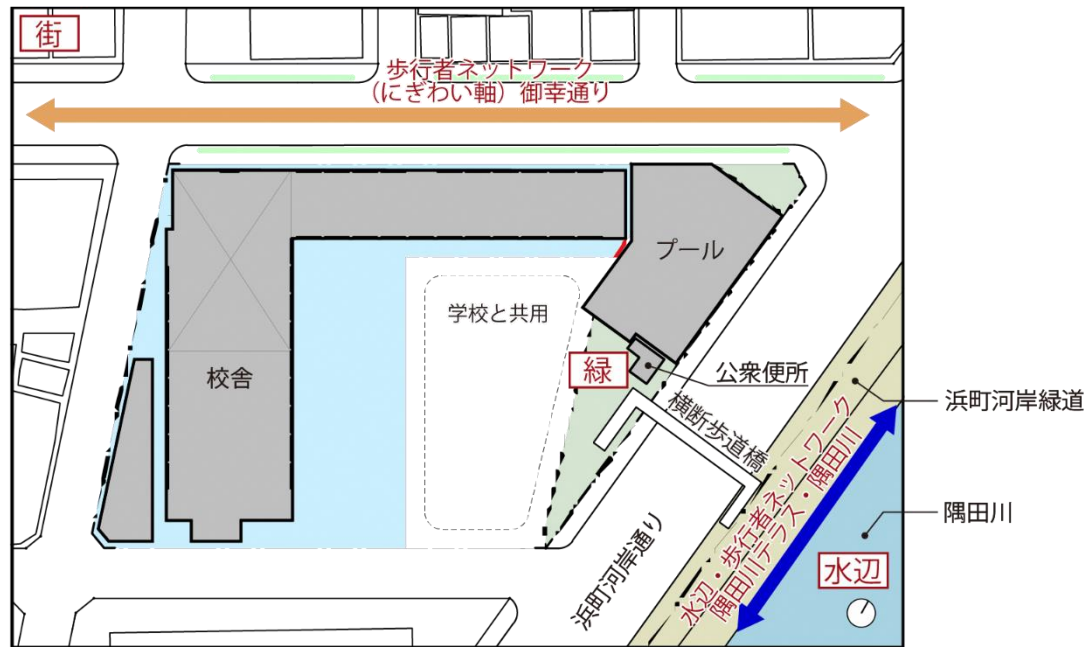 街
歩行者ネットワーク
（にぎわい軸）御幸通り
プール
学校と共用
緑
校舎
公衆便所
横断歩道橋
浜町河岸緑道
水辺・歩行者ネットワーク
隅田川テラス・隅田川
浜町河岸通り
隅田川
水辺